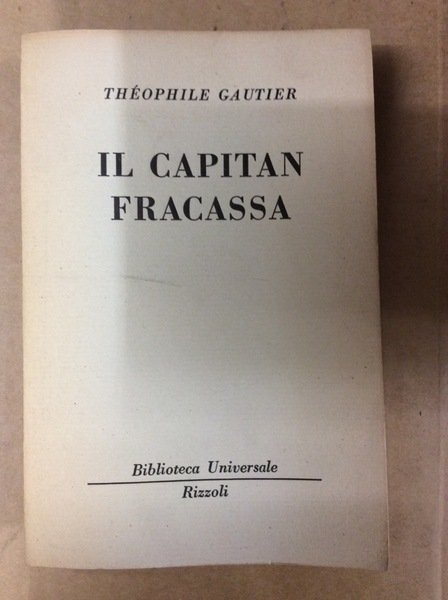 THÉOPHILE GAUTIER
IL CAPITAN
FRACASSA
Biblioteca Universale
Rizzoli